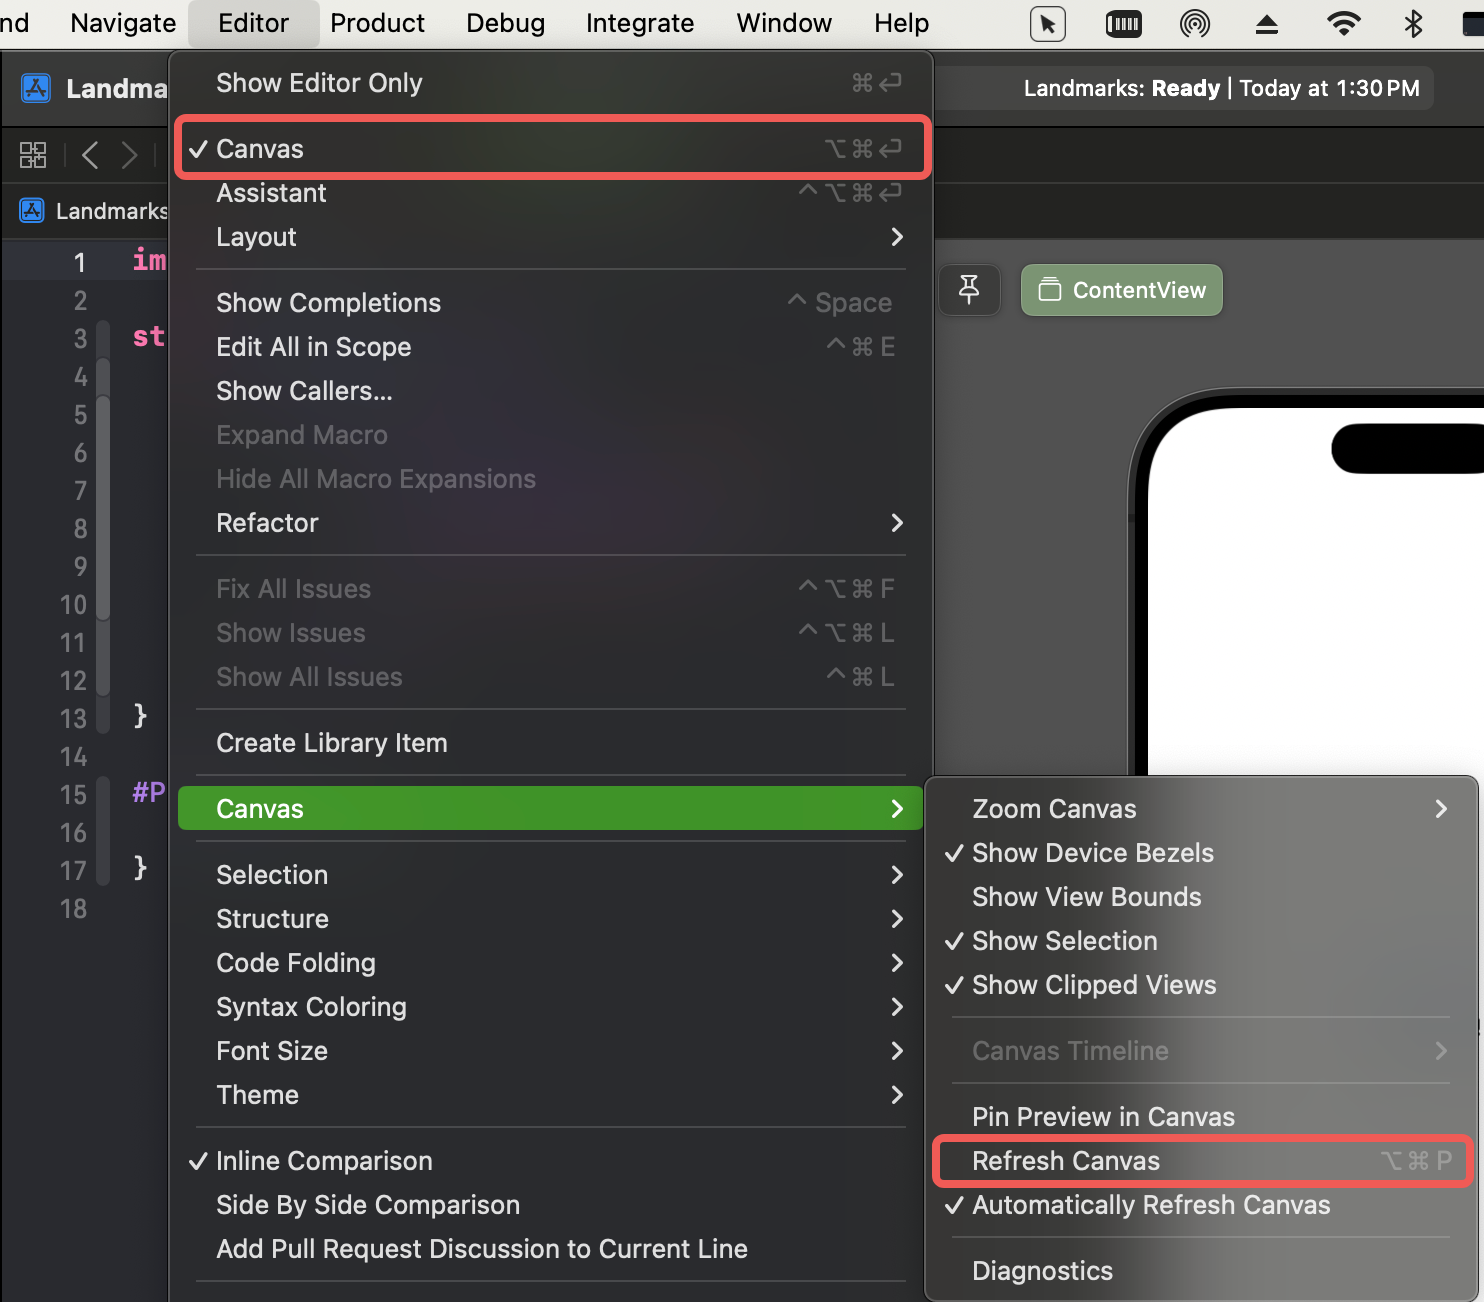 nd Navigate Editor Product Debug Integrate Window Help
Landma
Landmarks: Ready | Today at 1:30 PM
Landmarks
Show Editor Only ⌘↩
✓ Canvas ⌥⌘↩
Assistant ^⌥⌘↩
Layout >
Show Completions ^ Space
Edit All in Scope ^⌘E
Show Callers...
Expand Macro
Hide All Macro Expansions
Refactor >
Fix All Issues ^⌥⌘F
Show Issues ^⌥⌘L
Show All Issues ^⌘L
Create Library Item
Canvas >
Selection >
Structure >
Code Folding >
Syntax Coloring >
Font Size >
Theme >
✓ Inline Comparison
Side By Side Comparison
Add Pull Request Discussion to Current Line
1 im
2
3 st
4
5
6
7
8
9
10
11
12
13 }
14
15 #P
16
17 }
18
ContentView
Zoom Canvas >
✓ Show Device Bezels
Show View Bounds
✓ Show Selection
✓ Show Clipped Views
Canvas Timeline >
Pin Preview in Canvas
Refresh Canvas ⌥⌘P
✓ Automatically Refresh Canvas
Diagnostics